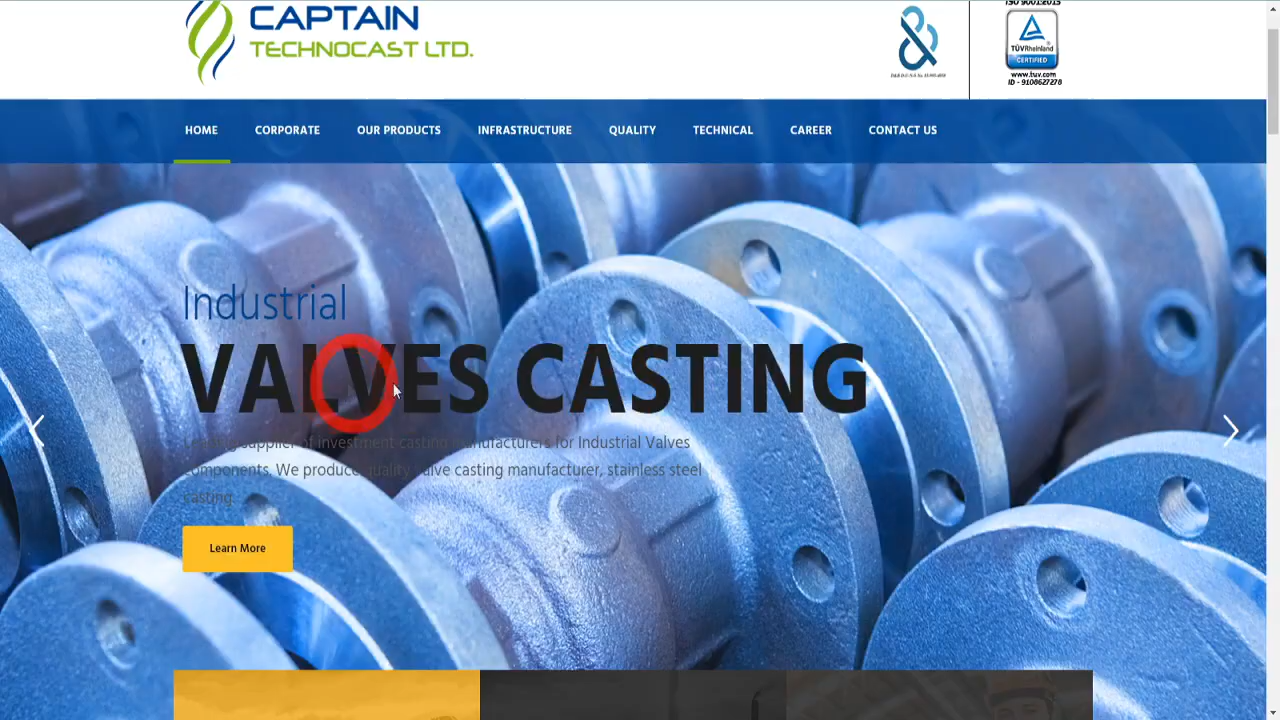 CAPTAIN
TECHNOCAST LTD.
ISO 9001:2015
TÜVRheinland
CERTIFIED
www.tuv.com
ID - 9108627278
HOME CORPORATE OUR PRODUCTS INFRASTRUCTURE QUALITY TECHNICAL CAREER CONTACT US
Industrial
VALVES CASTING
supplier of investment casting manufacturers for Industrial Valves
components. We produce quality valve casting manufacturer, stainless steel
casting.
Learn More